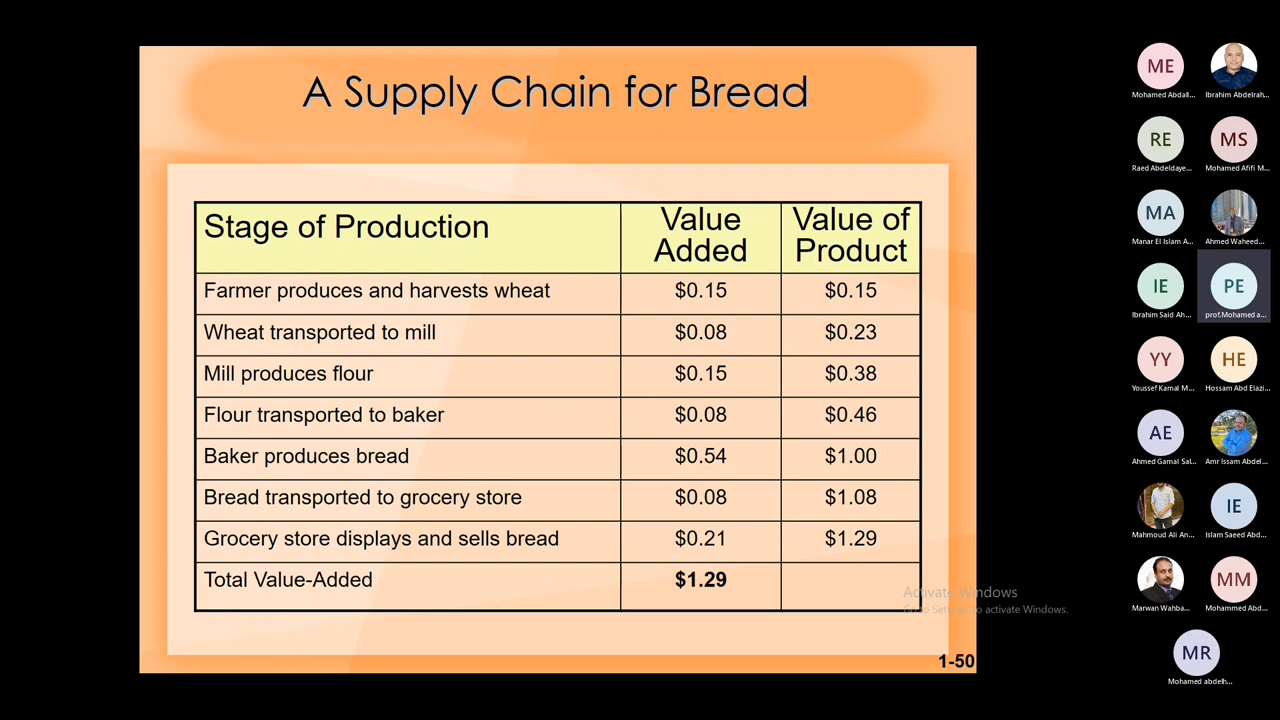 A Supply Chain for Bread
Stage of Production
Value Added
Value of Product
Farmer produces and harvests wheat $0.15 $0.15
Wheat transported to mill $0.08 $0.23
Mill produces flour $0.15 $0.38
Flour transported to baker $0.08 $0.46
Baker produces bread $0.54 $1.00
Bread transported to grocery store $0.08 $1.08
Grocery store displays and sells bread $0.21 $1.29
Total Value-Added $1.29
Activate Windows
Go to Settings to activate Windows.
1-50
ME
Mohamed Abdall... Ibrahim Abdelrah...
RE MS
Raed Abdeldaye... Mohamed Afifi M...
MA
Manar El Islam A... Ahmed Waheed...
IE PE
Ibrahim Said Ah... prof.Mohamed a...
YY HE
Youssef Kamal M... Hossam Abd Elazi...
AE
Ahmed Gamal Sal... Amr Issam Abdel...
IE
Mahmoud Ali An... Islam Saeed Abd...
MM
Marwan Wahba... Mohammed Abd...
MR
Mohamed abdelh...